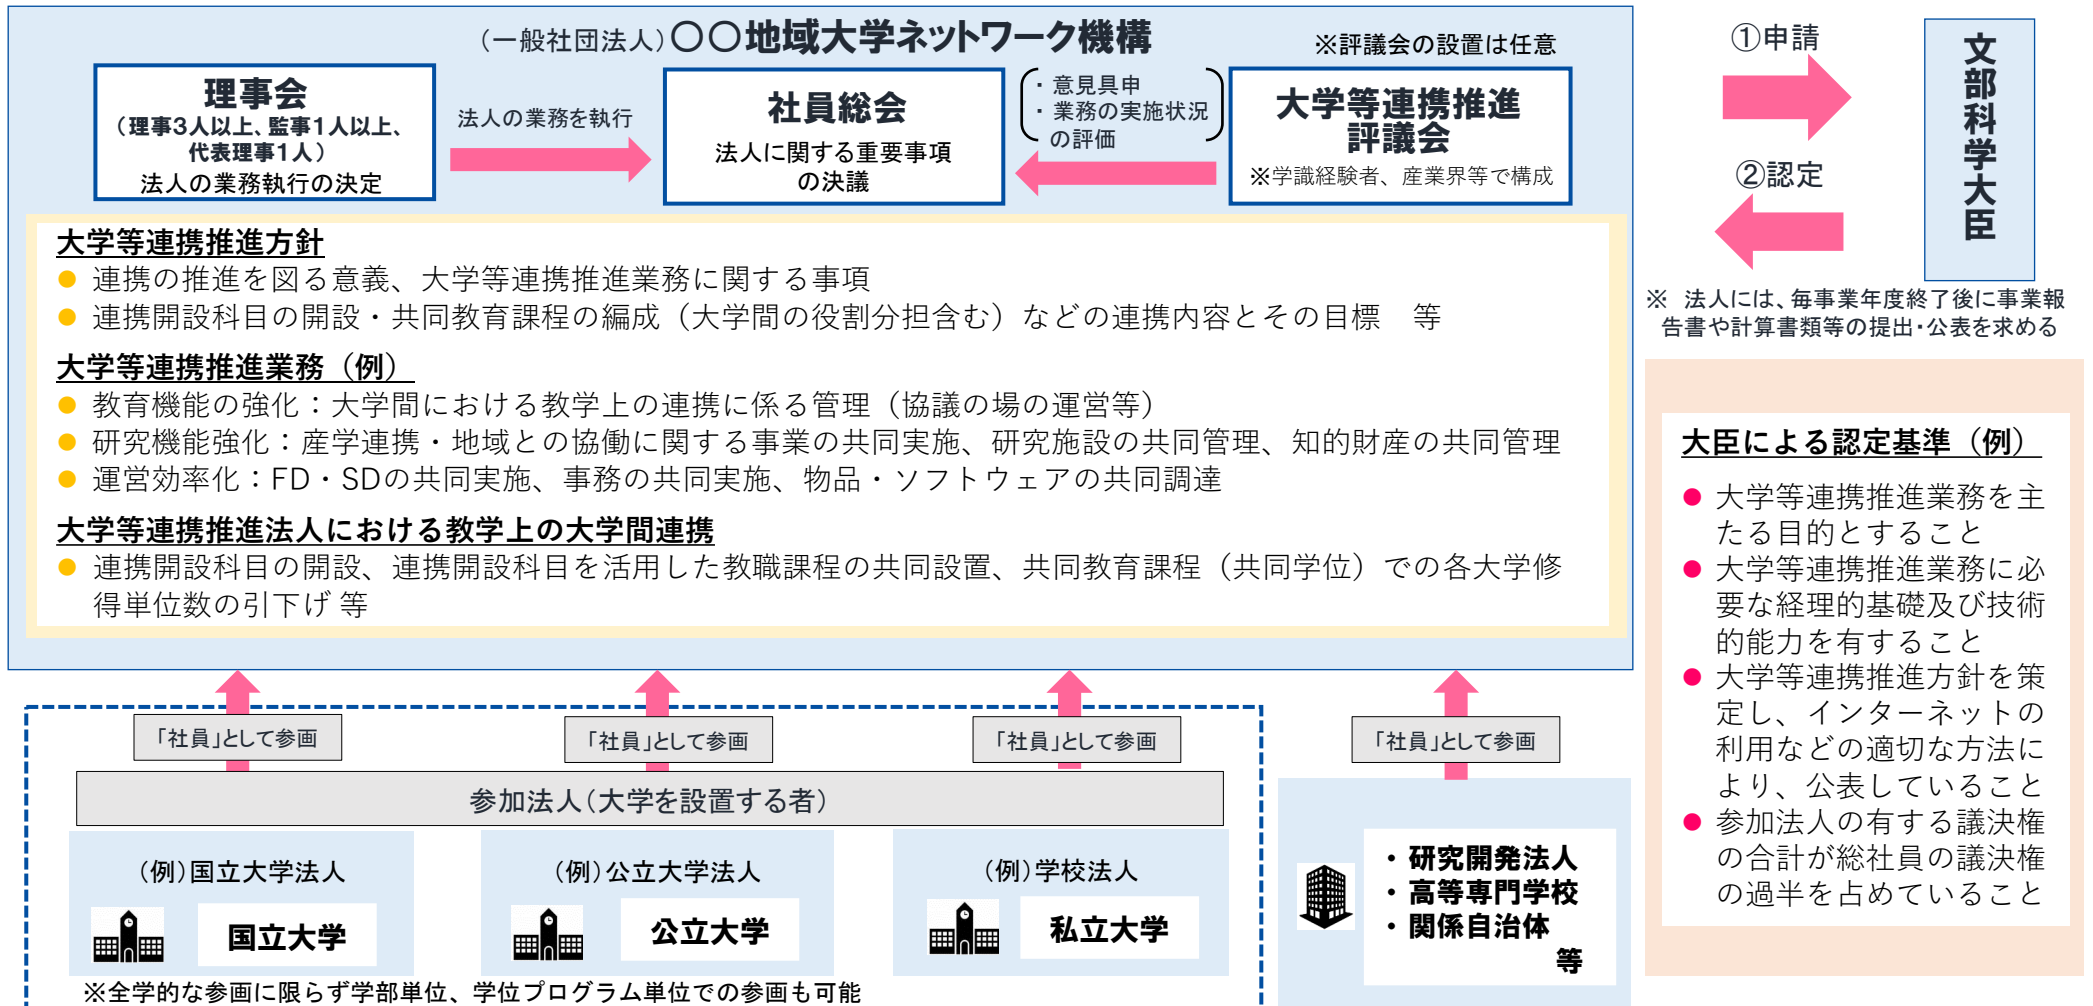 (一般社団法人)〇〇地域大学ネットワーク機構
※評議会の設置は任意
理事会
(理事3人以上、監事1人以上、
代表理事1人)
法人の業務執行の決定
法人の業務を執行
社員総会
法人に関する重要事項
の決議
・意見具申
・業務の実施状況
の評価
大学等連携推進
評議会
※学識経験者、産業界等で構成
大学等連携推進方針
● 連携の推進を図る意義、大学等連携推進業務に関する事項
● 連携開設科目の開設・共同教育課程の編成（大学間の役割分担含む）などの連携内容とその目標　等
大学等連携推進業務（例）
● 教育機能の強化：大学間における教学上の連携に係る管理（協議の場の運営等）
● 研究機能強化：産学連携・地域との協働に関する事業の共同実施、研究施設の共同管理、知的財産の共同管理
● 運営効率化：FD・SDの共同実施、事務の共同実施、物品・ソフトウェアの共同調達
大学等連携推進法人における教学上の大学間連携
● 連携開設科目の開設、連携開設科目を活用した教職課程の共同設置、共同教育課程（共同学位）での各大学修
得単位数の引下げ 等
①申請
②認定
文部科学大臣
※ 法人には、毎事業年度終了後に事業報
告書や計算書類等の提出・公表を求める
大臣による認定基準（例）
● 大学等連携推進業務を主
たる目的とすること
● 大学等連携推進業務に必
要な経理的基礎及び技術
的能力を有すること
● 大学等連携推進方針を策
定し、インターネットの
利用などの適切な方法に
より、公表していること
● 参加法人の有する議決権
の合計が総社員の議決権
の過半を占めていること
「社員」として参画
「社員」として参画
「社員」として参画
「社員」として参画
参加法人(大学を設置する者)
(例)国立大学法人
国立大学
(例)公立大学法人
公立大学
(例)学校法人
私立大学
・研究開発法人
・高等専門学校
・関係自治体
等
※全学的な参画に限らず学部単位、学位プログラム単位での参画も可能